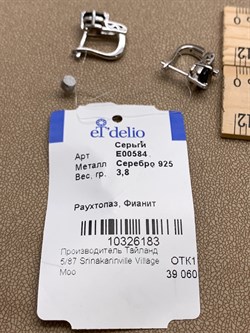 el delio
Серьги
Арт E00584
Металл Серебро 925
Вес, гр. 3,8
Раухтопаз, Фианит
10326183
Производитель Тайланд
5/87 Srinakarinville Village
Moo
ОТК1
39 060